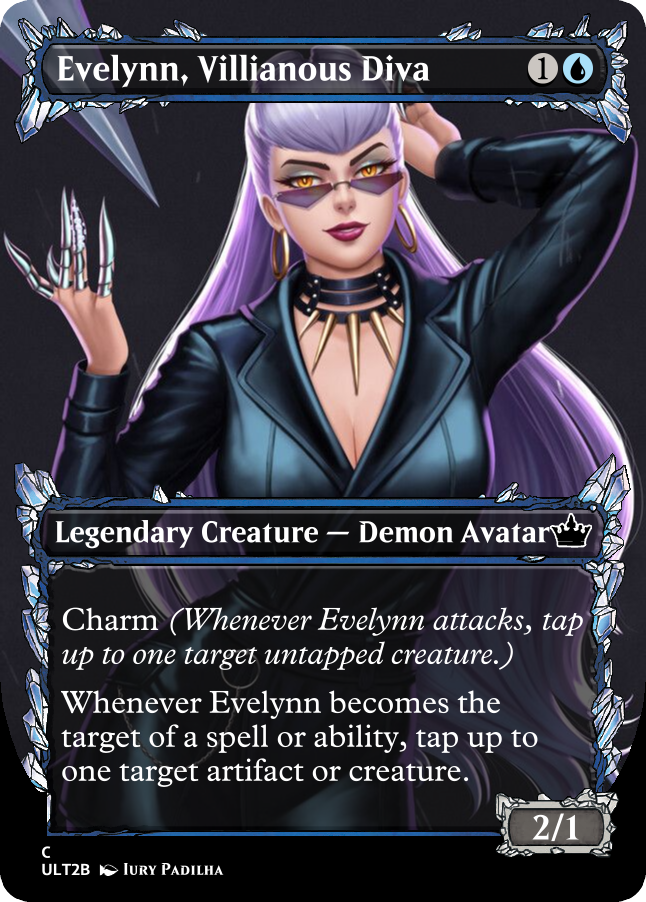 Evelynn, Villianous Diva 1
Legendary Creature — Demon Avatar
Charm (Whenever Evelynn attacks, tap
up to one target untapped creature.)
Whenever Evelynn becomes the
target of a spell or ability, tap up to
one target artifact or creature.
2/1
C
ULT2B Iury Padilha